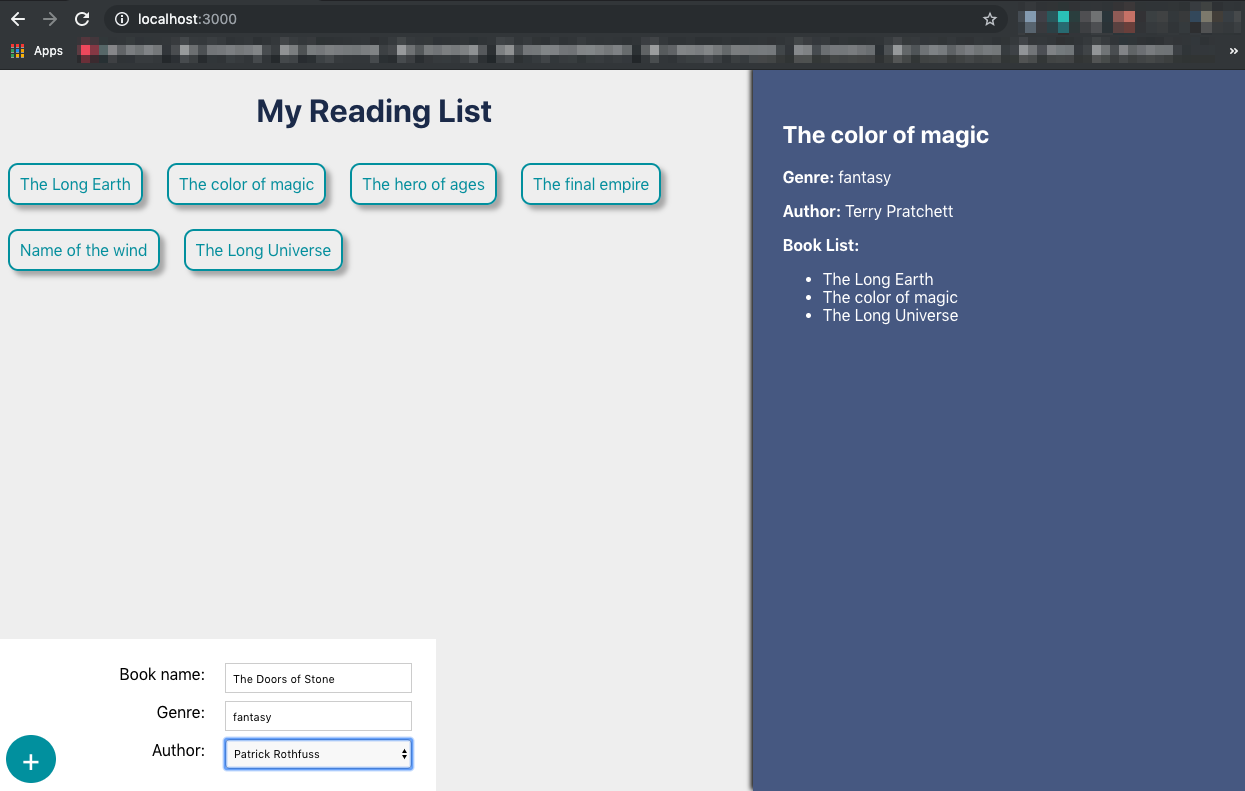 localhost:3000
Apps
»
My Reading List
The Long Earth
The color of magic
The hero of ages
The final empire
Name of the wind
The Long Universe
The color of magic
Genre: fantasy
Author: Terry Pratchett
Book List:
• The Long Earth
• The color of magic
• The Long Universe
Book name: The Doors of Stone
Genre: fantasy
Author: Patrick Rothfuss
+